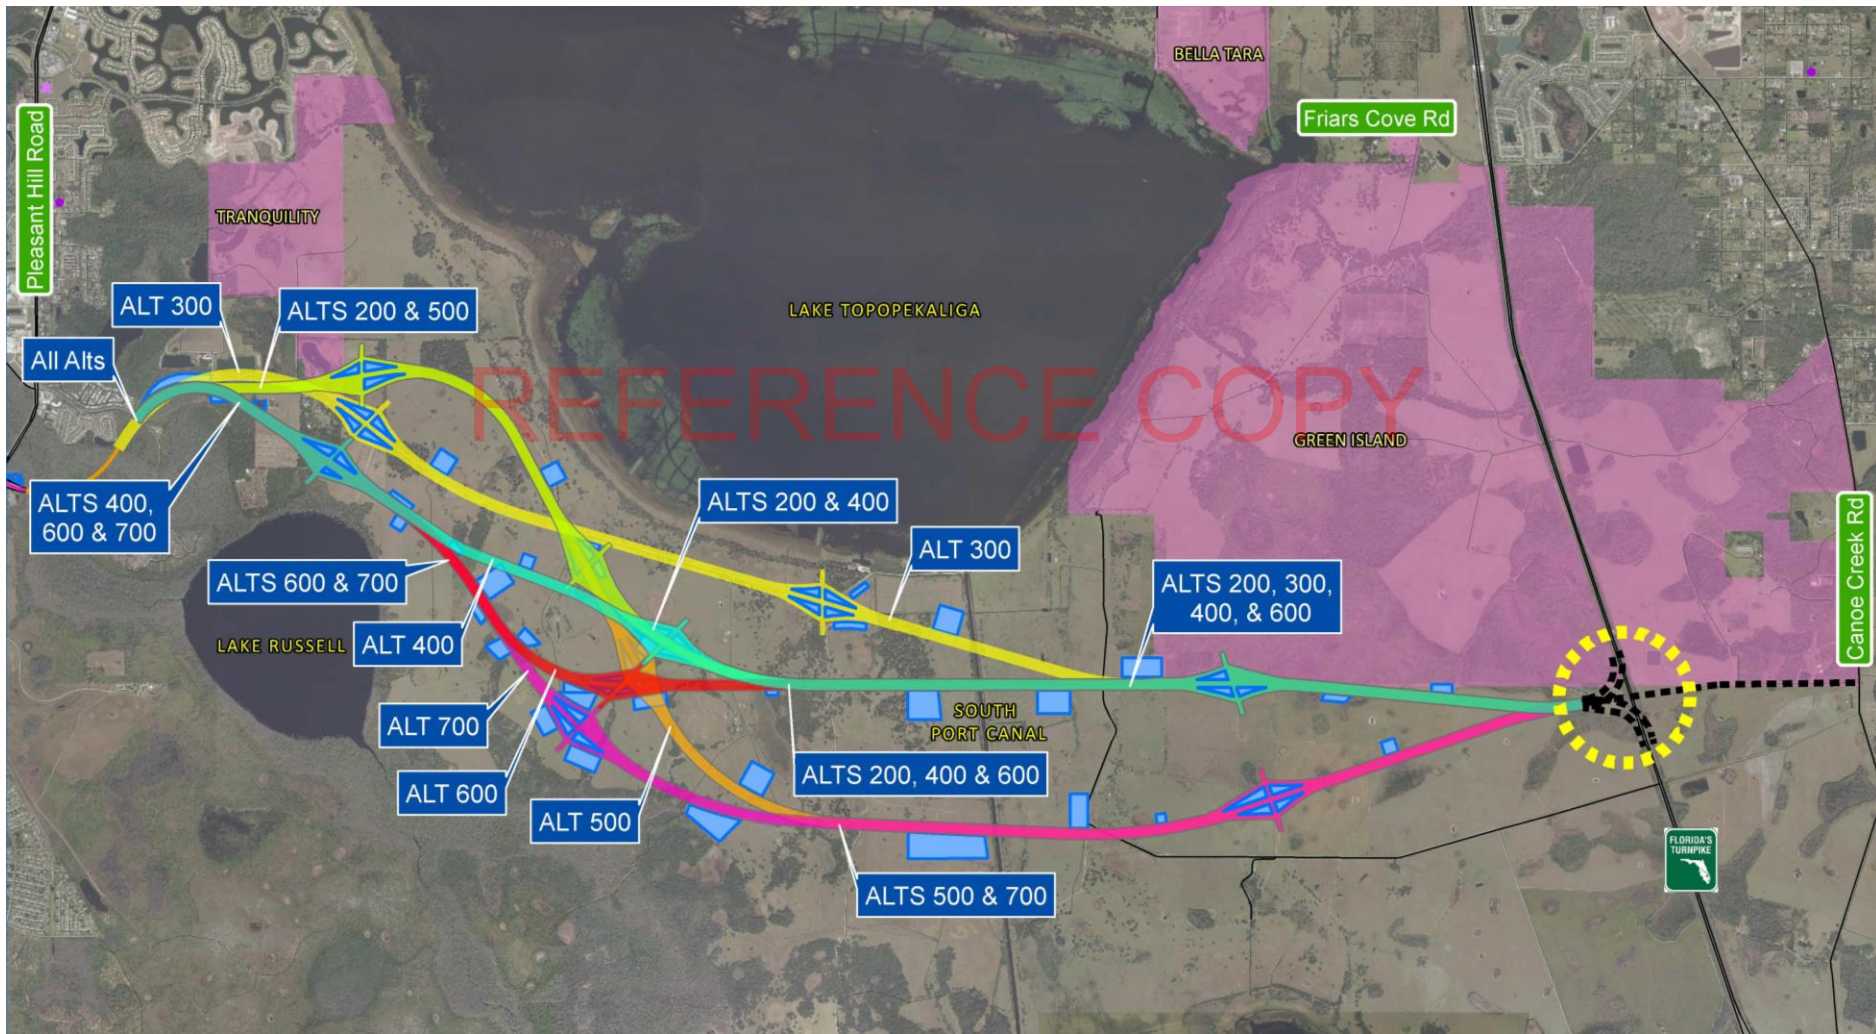 BELLA TARA
Friars Cove Rd
Pleasant Hill Road
TRANQUILITY
ALT 300
ALTS 200 & 500
LAKE TOPOPEKALIGA
All Alts
REFERENCE COPY
GREEN ISLAND
ALTS 400,
600 & 700
ALTS 200 & 400
ALT 300
Canoe Creek Rd
ALTS 600 & 700
ALTS 200, 300,
400, & 600
LAKE RUSSELL
ALT 400
ALT 700
SOUTH
PORT CANAL
ALT 600
ALTS 200, 400 & 600
ALT 500
FLORIDA'S
TURNPIKE
ALTS 500 & 700